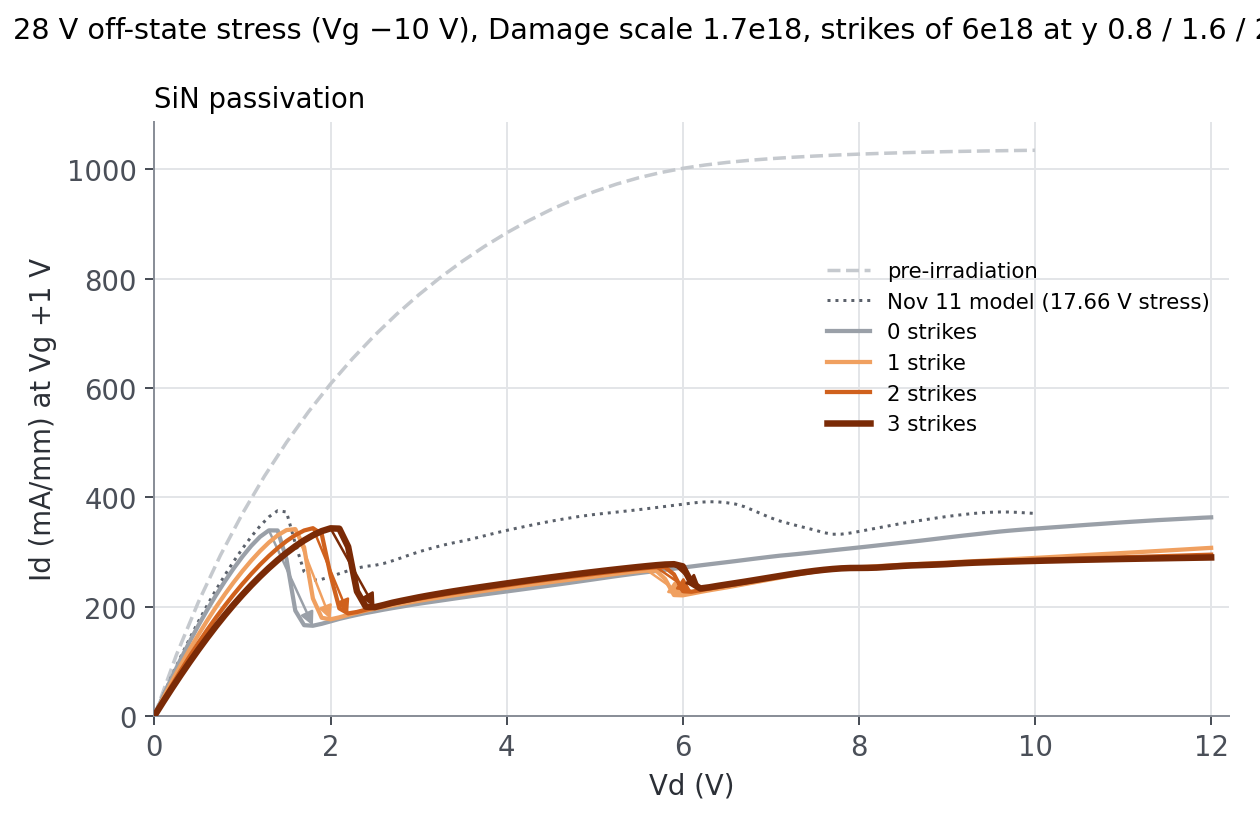 28 V off-state stress (Vg −10 V), Damage scale 1.7e18, strikes of 6e18 at y 0.8 / 1.6 /
SiN passivation
Id (mA/mm) at Vg +1 V
1000
800
600
400
200
0
pre-irradiation
Nov 11 model (17.66 V stress)
0 strikes
1 strike
2 strikes
3 strikes
0 2 4 6 8 10 12
Vd (V)